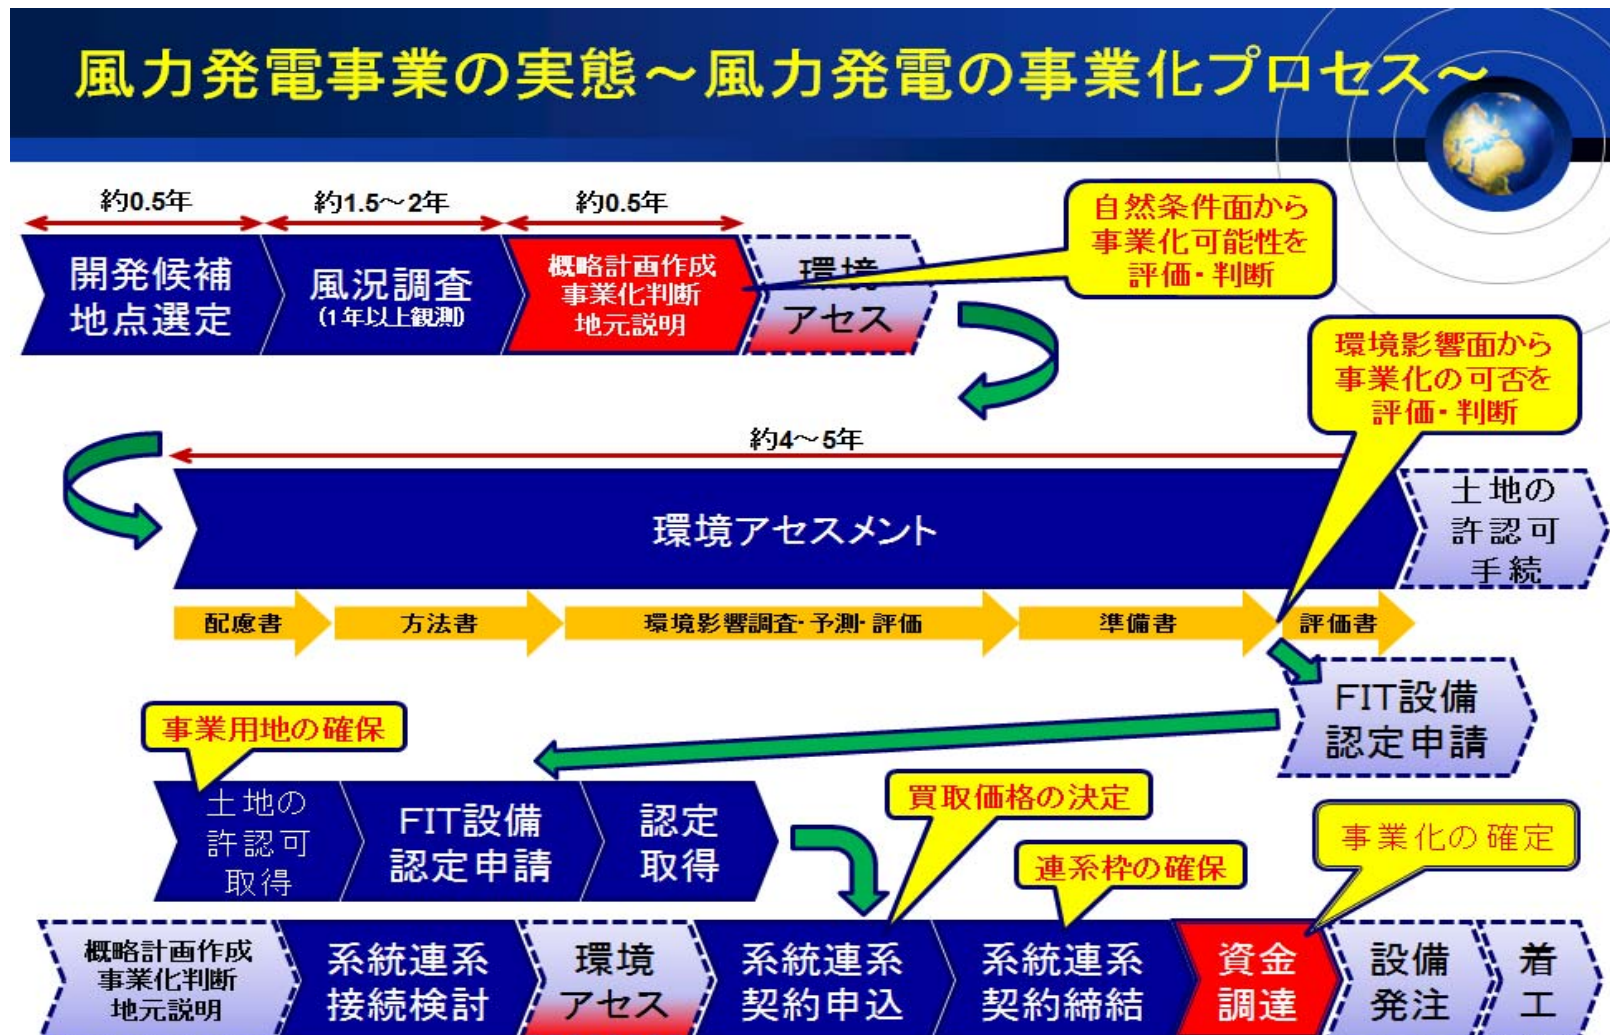 風力発電事業の実態～風力発電の事業化プロセス～
約0.5年
約1.5～2年
約0.5年
開発候補
地点選定
風況調査
(1年以上観測)
概略計画作成
事業化判断
地元説明
環境
アセス
自然条件面から
事業化可能性を
評価・判断
環境影響面から
事業化の可否を
評価・判断
約4～5年
環境アセスメント
土地の
許認可
手続
配慮書
方法書
環境影響調査・予測・評価
準備書
評価書
FIT設備
認定申請
事業用地の確保
土地の
許認可
取得
FIT設備
認定申請
認定
取得
買取価格の決定
連系枠の確保
事業化の確定
概略計画作成
事業化判断
地元説明
系統連系
接続検討
環境
アセス
系統連系
契約申込
系統連系
契約締結
資金
調達
設備
発注
着
工